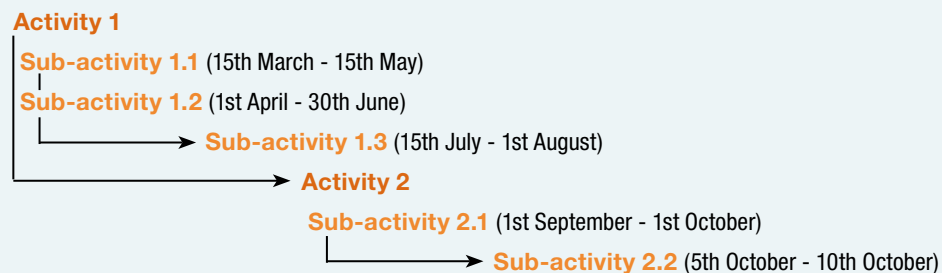 Activity 1
Sub-activity 1.1 (15th March - 15th May)
Sub-activity 1.2 (1st April - 30th June)
Sub-activity 1.3 (15th July - 1st August)
Activity 2
Sub-activity 2.1 (1st September - 1st October)
Sub-activity 2.2 (5th October - 10th October)